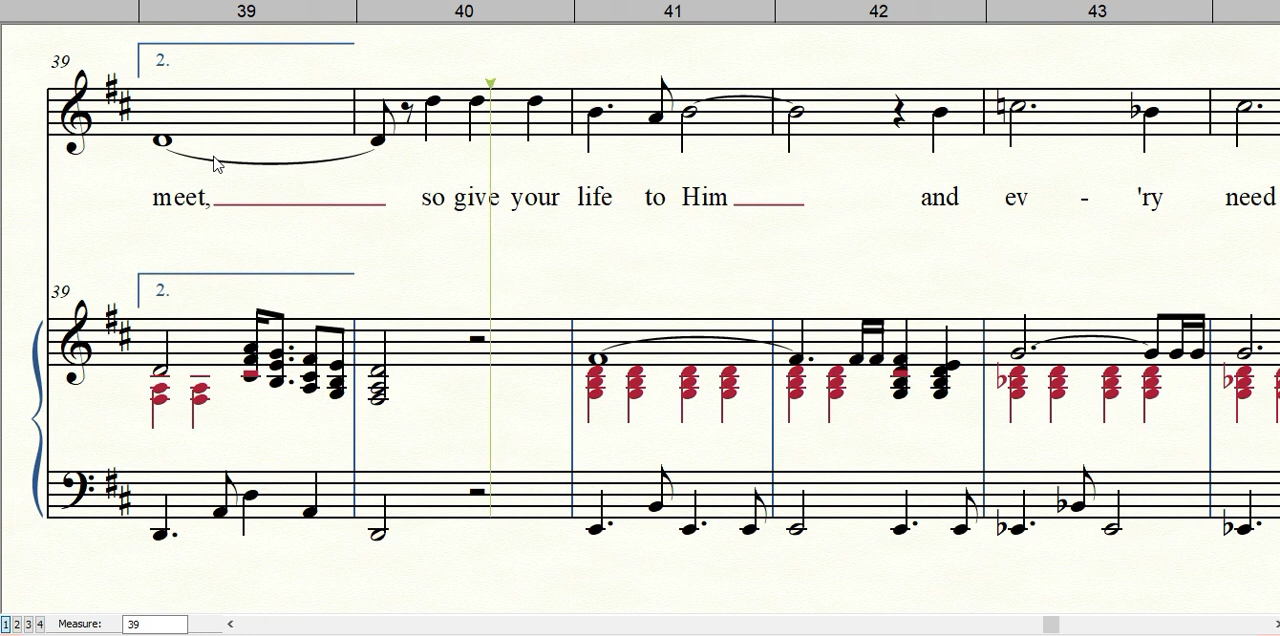 39 40 41 42 43
39 2.
meet, so give your life to Him and ev - 'ry need
39 2.
1 2 3 4 Measure: 39